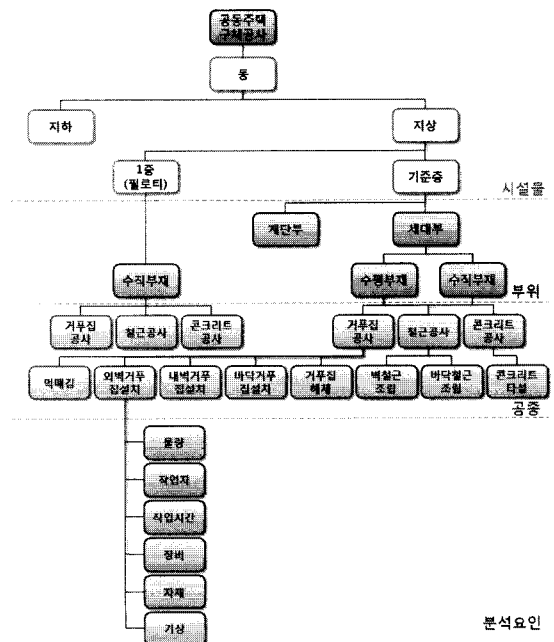 공동주택
구체공사
동
지하
지상
1층
(필로티)
기준층
시설물
계단부
세대부
수직부재
수평부재
수직부재
부위
거푸집
공사
철근공사
콘크리트
공사
거푸집
공사
철근공사
콘크리트
공사
먹매김
외벽거푸
집설치
내벽거푸
집설치
바닥거푸
집설치
거푸집
해체
벽철근
조립
바닥철근
조립
콘크리트
타설
공종
물량
작업자
작업시간
장비
자재
기상
분석요인